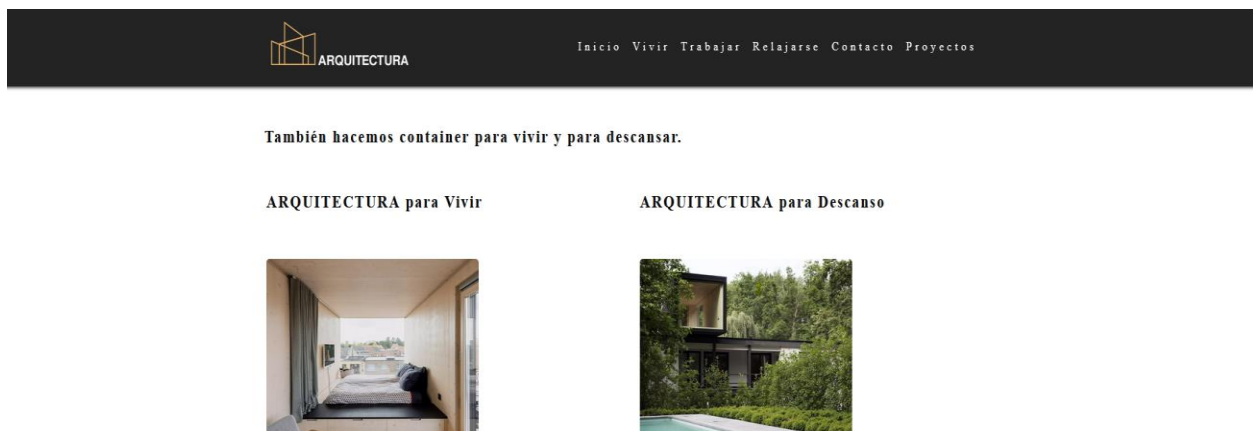 ARQUITECTURA
Inicio Vivir Trabajar Relajarse Contacto Proyectos
También hacemos container para vivir y para descansar.
ARQUITECTURA para Vivir
ARQUITECTURA para Descanso